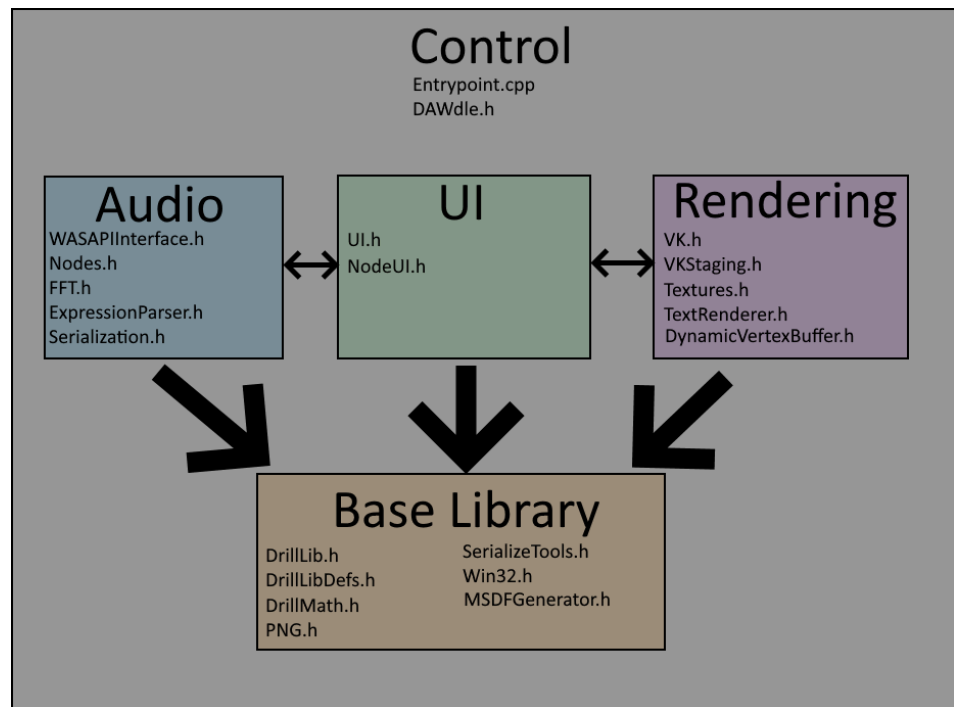 Control
Entrypoint.cpp
DAWdle.h
Audio
WASAPIInterface.h
Nodes.h
FFT.h
ExpressionParser.h
Serialization.h
UI
UI.h
NodeUI.h
Rendering
VK.h
VKStaging.h
Textures.h
TextRenderer.h
DynamicVertexBuffer.h
Base Library
DrillLib.h
DrillLibDefs.h
DrillMath.h
PNG.h
SerializeTools.h
Win32.h
MSDFGenerator.h